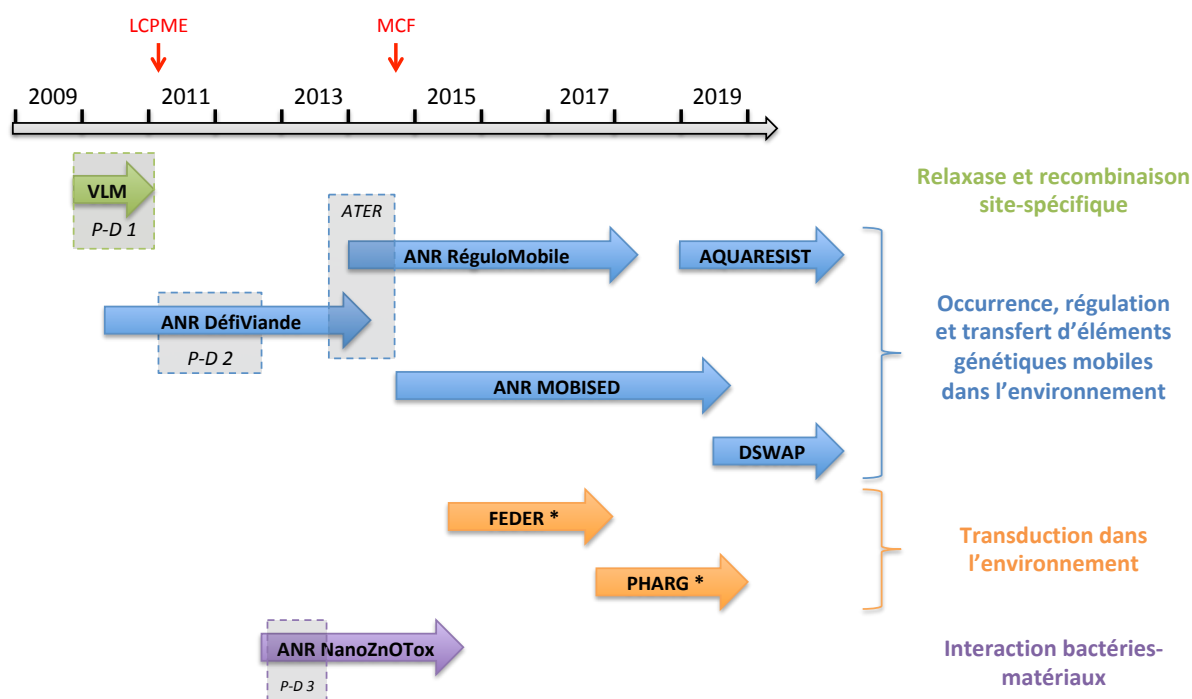 LCPME
MCF
2009
2011
2013
2015
2017
2019
VLM
P-D 1
Relaxase et recombinaison
site-spécifique
ATER
ANR RéguloMobile
AQUARESIST
ANR DéfiViande
P-D 2
Occurrence, régulation
et transfert d’éléments
génétiques mobiles
dans l’environnement
ANR MOBISED
DSWAP
FEDER *
PHARG *
Transduction dans
l’environnement
ANR NanoZnOTox
P-D 3
Interaction bactéries-
matériaux